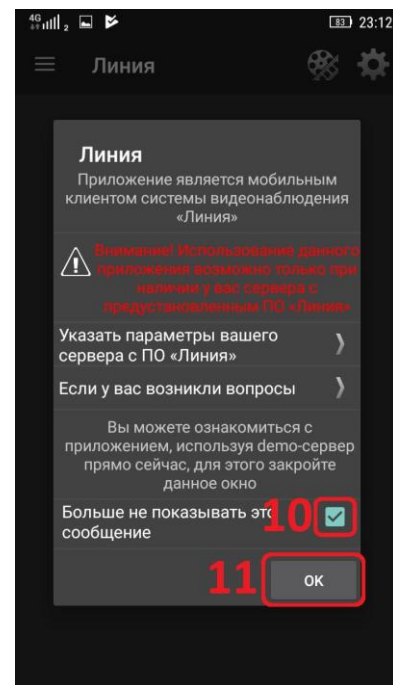 4G 2 83 23:12
Линия
Линия
Приложение является мобильным
клиентом системы видеонаблюдения
«Линия»
Внимание! Использование данного
приложения возможно только при
наличии у вас сервера с
предустановленным ПО «Линия»
Указать параметры вашего
сервера с ПО «Линия»
Если у вас возникли вопросы
Вы можете ознакомиться с
приложением, используя demo-сервер
прямо сейчас, для этого закройте
данное окно
Больше не показывать это 10
сообщение
11 ОК